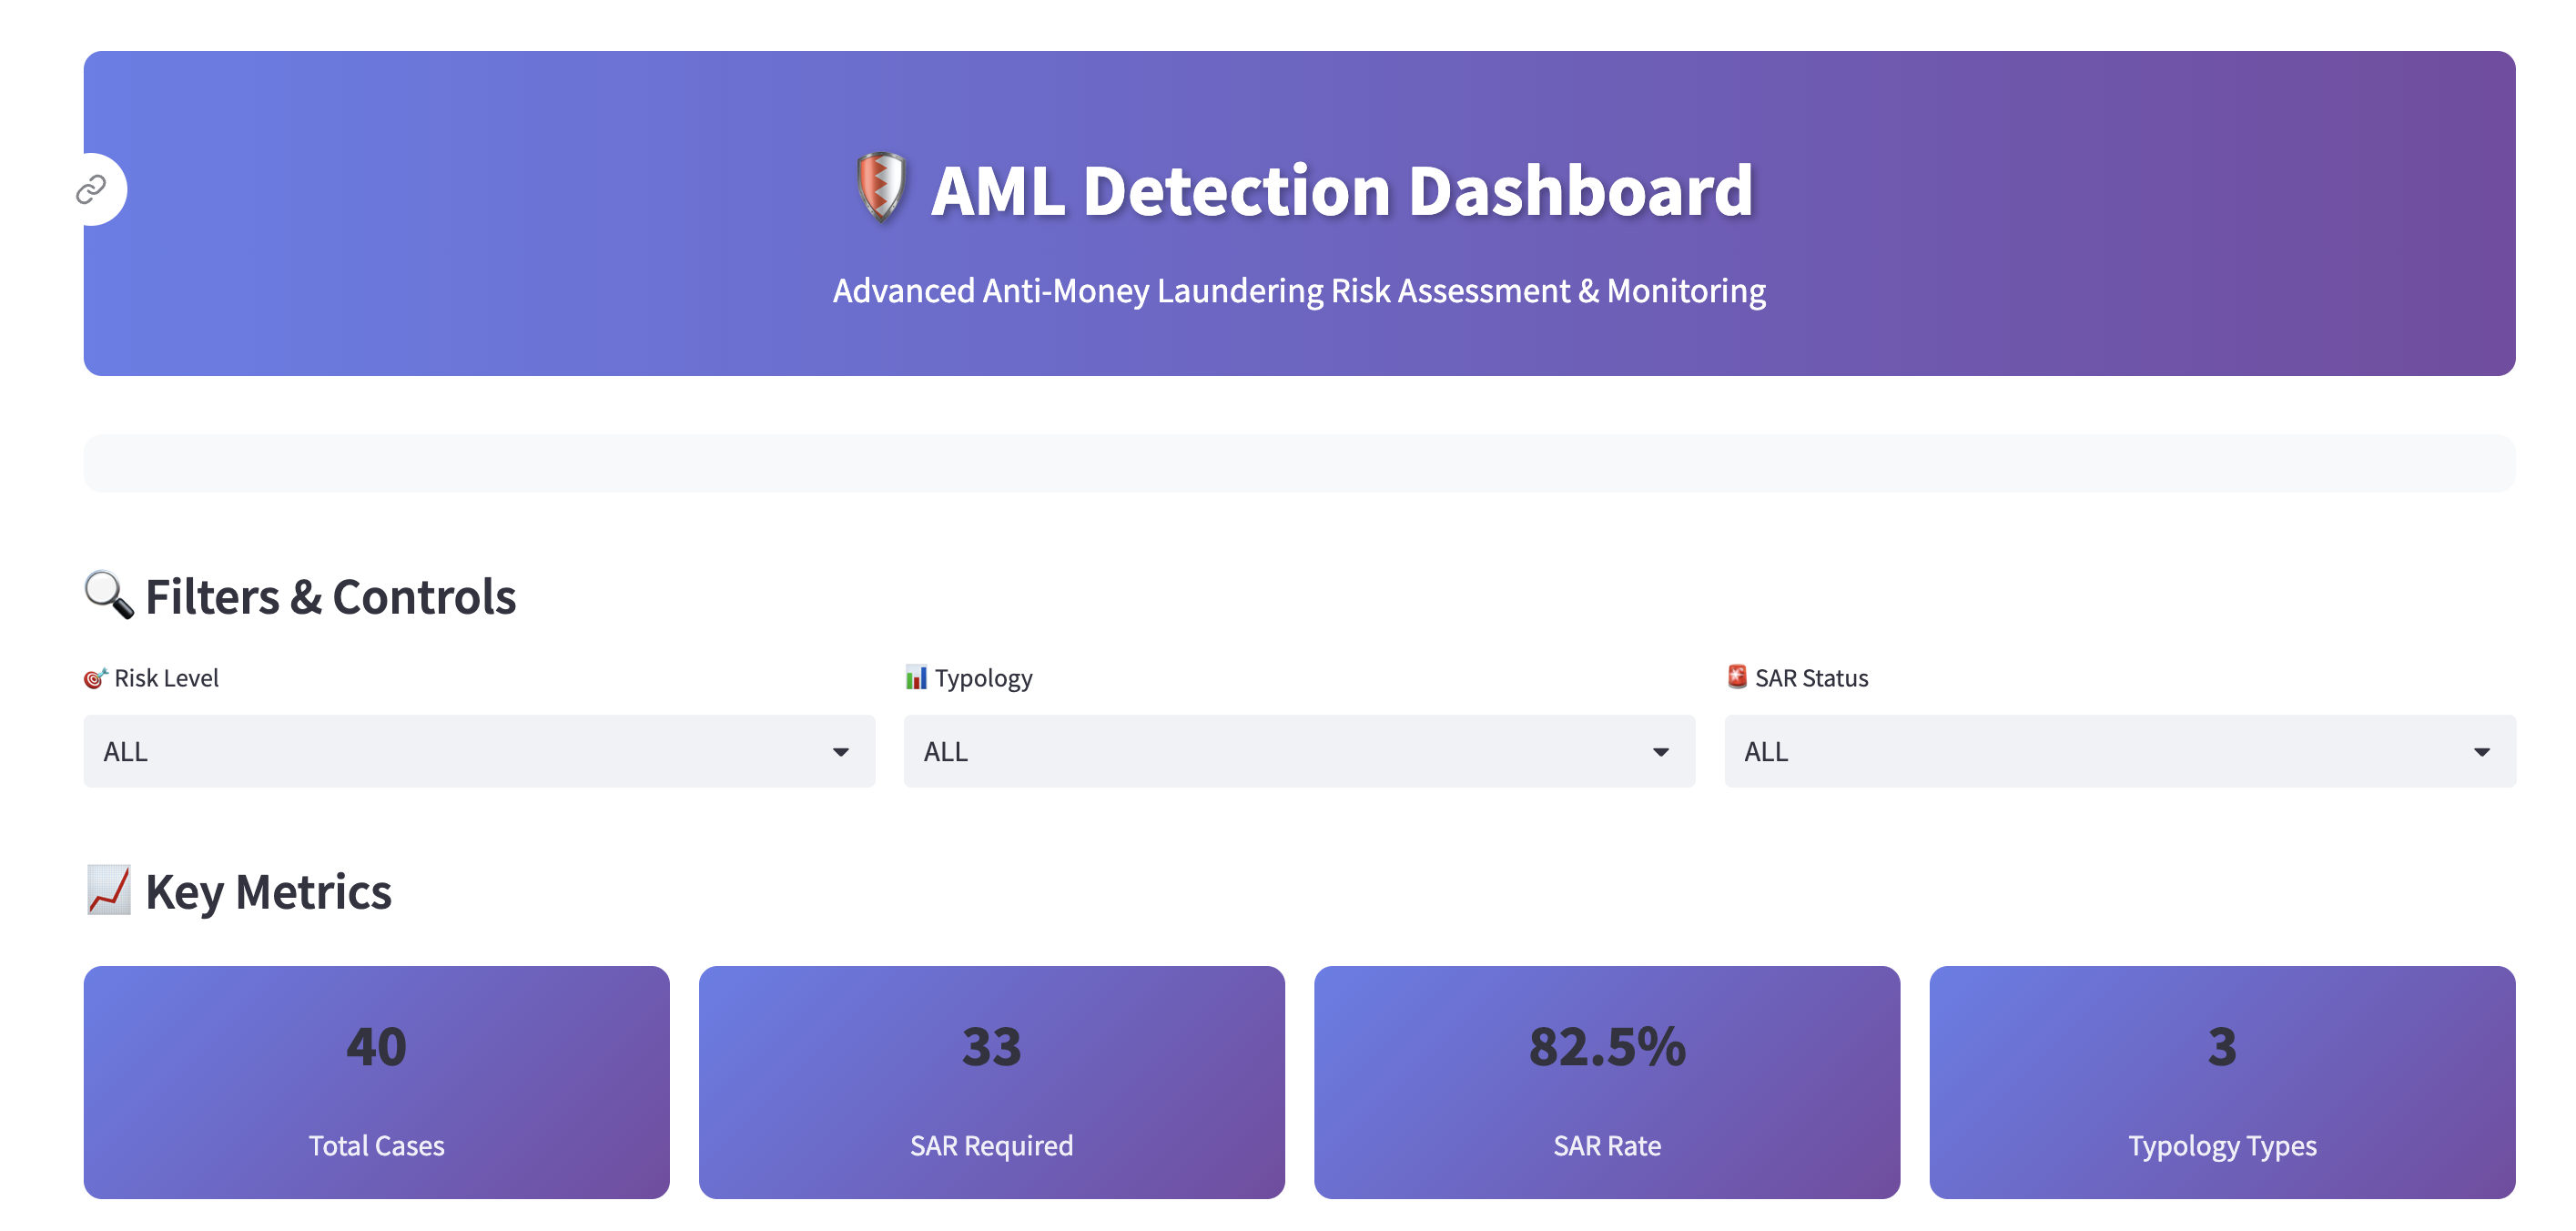 AML Detection Dashboard
Advanced Anti-Money Laundering Risk Assessment & Monitoring
Filters & Controls
Risk Level
Typology
SAR Status
ALL
ALL
ALL
Key Metrics
40
33
82.5%
3
Total Cases
SAR Required
SAR Rate
Typology Types